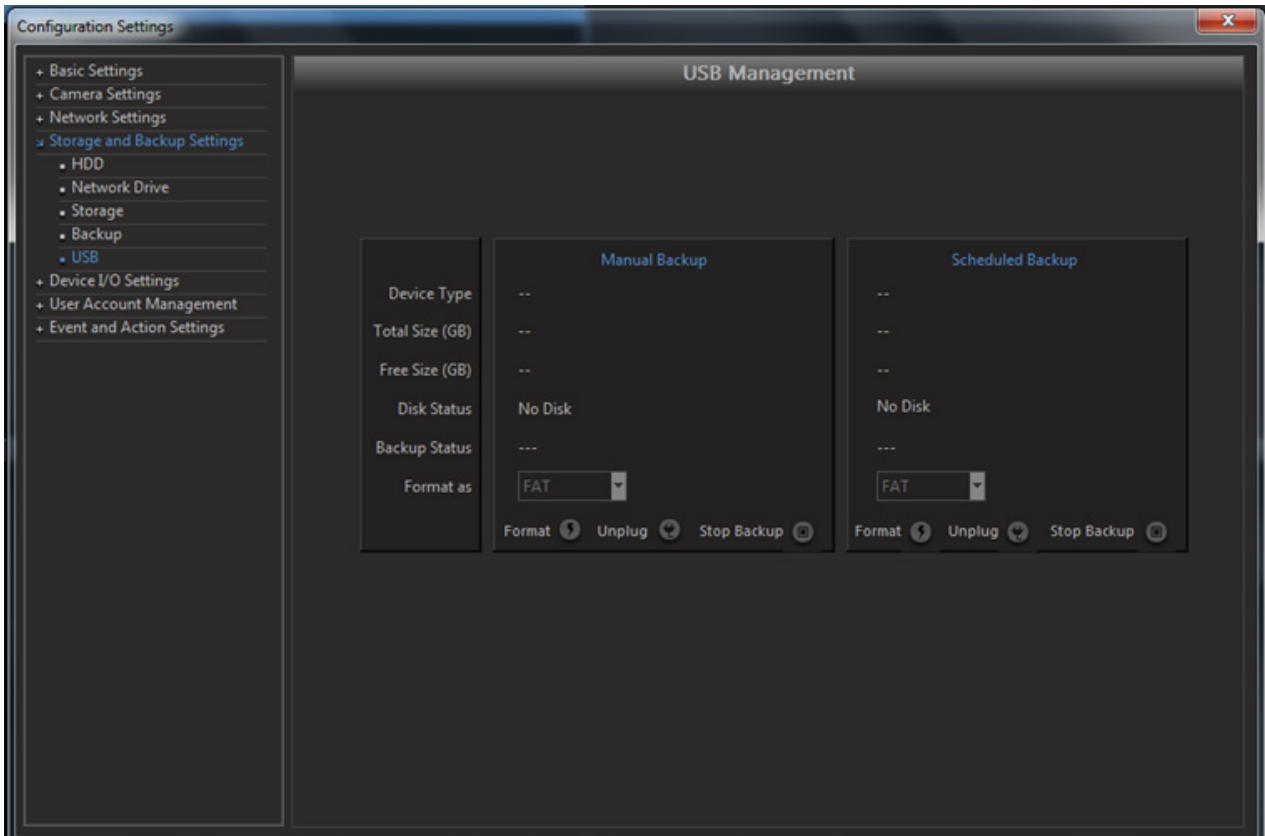 Configuration Settings
x
+ Basic Settings
+ Camera Settings
+ Network Settings
Storage and Backup Settings
▪ HDD
▪ Network Drive
▪ Storage
▪ Backup
▪ USB
+ Device I/O Settings
+ User Account Management
+ Event and Action Settings
USB Management
Manual Backup Scheduled Backup
Device Type -- --
Total Size (GB) -- --
Free Size (GB) -- --
Disk Status No Disk No Disk
Backup Status --- ---
Format as FAT FAT
Format Unplug Stop Backup Format Unplug Stop Backup